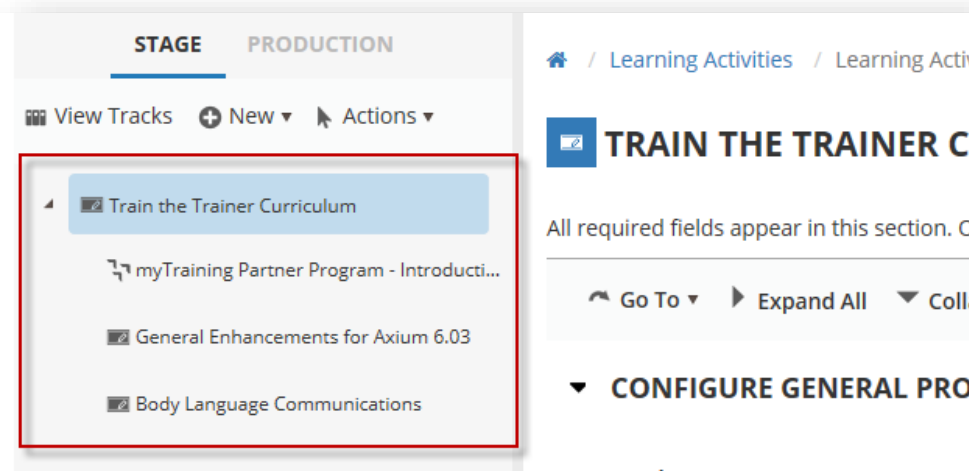 STAGE PRODUCTION
View Tracks New Actions
Train the Trainer Curriculum
myTraining Partner Program - Introducti...
General Enhancements for Axium 6.03
Body Language Communications
/ Learning Activities / Learning Acti
TRAIN THE TRAINER C
All required fields appear in this section.
Go To Expand All Coll
CONFIGURE GENERAL PRO